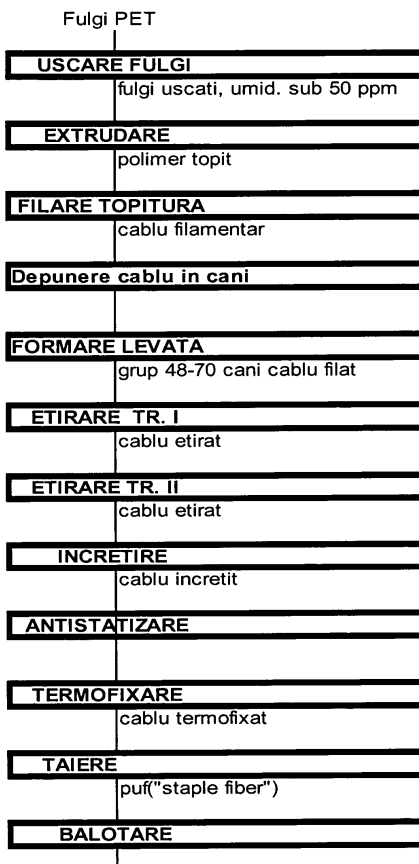 Fulgi PET
USCARE FULGI
fulgi uscati, umid. sub 50 ppm
EXTRUDARE
polimer topit
FILARE TOPITURA
cablu filamentar
Depunere cablu in cani
FORMARE LEVATA
grup 48-70 cani cablu filat
ETIRARE TR. I
cablu etirat
ETIRARE TR. II
cablu etirat
INCRETIRE
cablu incretit
ANTISTATIZARE
TERMOFIXARE
cablu termofixat
TAIERE
puf("staple fiber")
BALOTARE